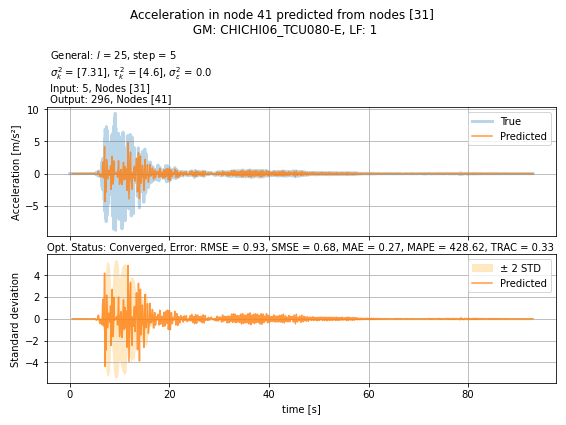 Acceleration in node 41 predicted from nodes [31]
GM: CHICHI06_TCU080-E, LF: 1
General: l = 25, step = 5
σ²ₖ = [7.31], τ²ₖ = [4.6], σ²ε = 0.0
Input: 5, Nodes [31]
Output: 296, Nodes [41]
Acceleration [m/s²]
10
5
0
−5
True
Predicted
Opt. Status: Converged, Error: RMSE = 0.93, SMSE = 0.68, MAE = 0.27, MAPE = 428.62, TRAC = 0.33
Standard deviation
4
2
0
−2
−4
± 2 STD
Predicted
0 20 40 60 80
time [s]